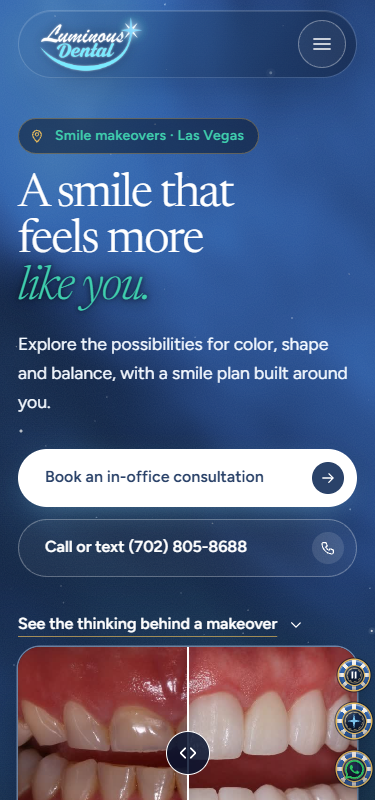 Luminous
Dental
Smile makeovers · Las Vegas
A smile that
feels more
like you.
Explore the possibilities for color, shape
and balance, with a smile plan built around
you.
Book an in-office consultation
Call or text (702) 805-8688
See the thinking behind a makeover